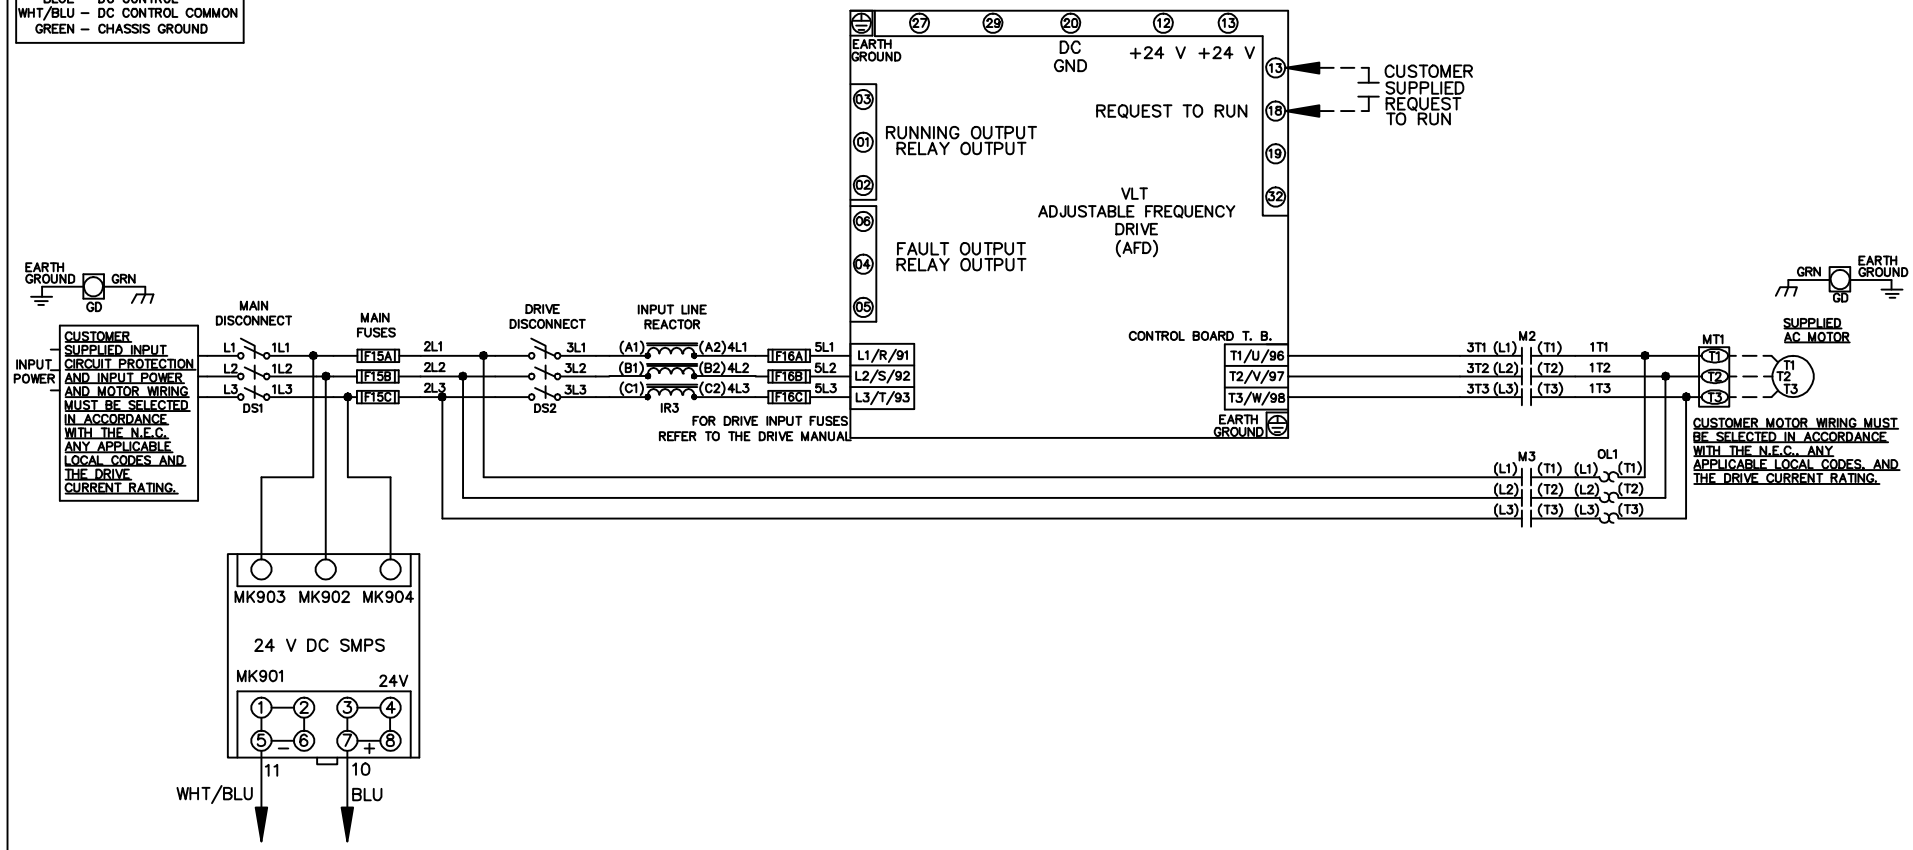 WHT/BLU – DC CONTROL COMMON
GREEN – CHASSIS GROUND
27 29 20 12 13
EARTH
GROUND
DC
GND
+24 V +24 V
13
18
19
32
REQUEST TO RUN
CUSTOMER
SUPPLIED
REQUEST
TO RUN
03
01
02
RUNNING OUTPUT
RELAY OUTPUT
06
04
05
FAULT OUTPUT
RELAY OUTPUT
VLT
ADJUSTABLE FREQUENCY
DRIVE
(AFD)
CONTROL BOARD T. B.
EARTH
GROUND
GRN
GD
INPUT
POWER
CUSTOMER
SUPPLIED INPUT
CIRCUIT PROTECTION
AND INPUT POWER
AND MOTOR WIRING
MUST BE SELECTED
IN ACCORDANCE
WITH THE N.E.C.
ANY APPLICABLE
LOCAL CODES AND
THE DRIVE
CURRENT RATING.
MAIN
DISCONNECT
L1 1L1
L2 1L2
L3 1L3
DS1
MAIN
FUSES
F15A
F15B
F15C
2L1
2L2
2L3
DRIVE
DISCONNECT
3L1
3L2
3L3
DS2
INPUT LINE
REACTOR
(A1) (A2) 4L1
(B1) (B2) 4L2
(C1) (C2) 4L3
IR3
F16A 5L1
F16B 5L2
F16C 5L3
FOR DRIVE INPUT FUSES
REFER TO THE DRIVE MANUAL
L1/R/91
L2/S/92
L3/T/93
T1/U/96
T2/V/97
T3/W/98
EARTH
GROUND
M2
3T1 (L1) (T1) 1T1
3T2 (L2) (T2) 1T2
3T3 (L3) (T3) 1T3
MT1
T1
T2
T3
GRN
EARTH
GROUND
GD
SUPPLIED
AC MOTOR
T1
T2
T3
CUSTOMER MOTOR WIRING MUST
BE SELECTED IN ACCORDANCE
WITH THE N.E.C., ANY
APPLICABLE LOCAL CODES, AND
THE DRIVE CURRENT RATING.
M3 OL1
(L1) (T1) (L1) (T1)
(L2) (T2) (L2) (T2)
(L3) (T3) (L3) (T3)
MK903 MK902 MK904
24 V DC SMPS
MK901 24V
1 2 3 4
5 – 6 7 + 8
11 10
WHT/BLU BLU